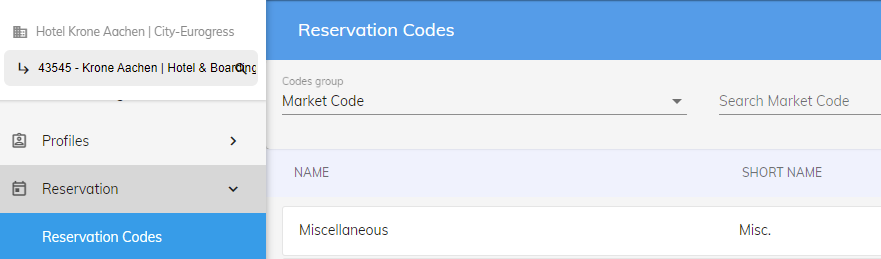 Hotel Krone Aachen | City-Eurogress
43545 - Krone Aachen | Hotel & Boarding
Profiles
Reservation
Reservation Codes
Reservation Codes
Codes group
Market Code
Search Market Code
NAME
SHORT NAME
Miscellaneous
Misc.